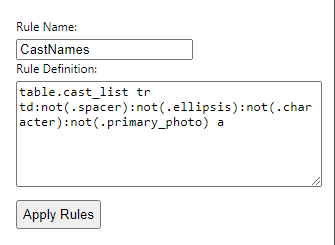 Rule Name:
CastNames
Rule Definition:
table.cast_list tr
td:not(.spacer):not(.ellipsis):not(.char
acter):not(.primary_photo) a
Apply Rules